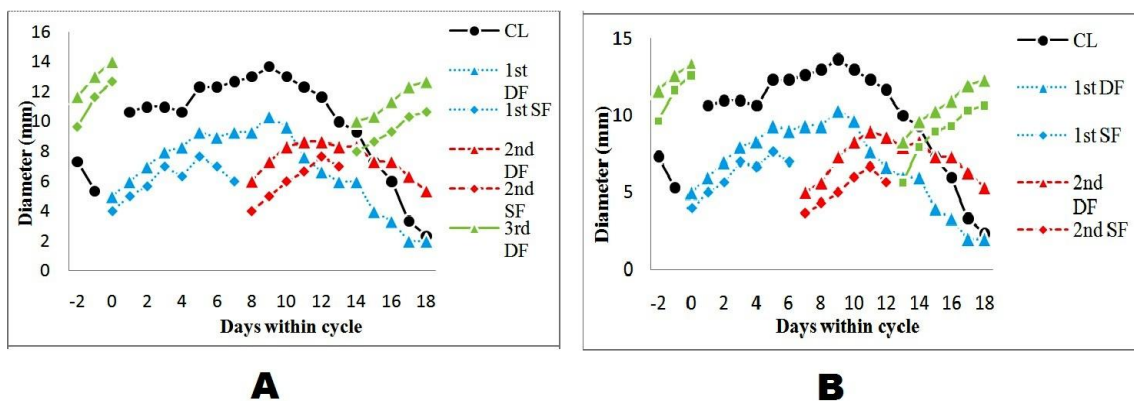 16
14
12
10
8
6
4
2
0
Diameter (mm)
-2 0 2 4 6 8 10 12 14 16 18
Days within cycle
CL
1st
DF
1st SF
2nd
DF
2nd
SF
3rd
DF
A
15
10
5
0
Diameter (mm)
-2 0 2 4 6 8 10 12 14 16 18
Days within cycle
CL
1st DF
1st SF
2nd
DF
2nd SF
B